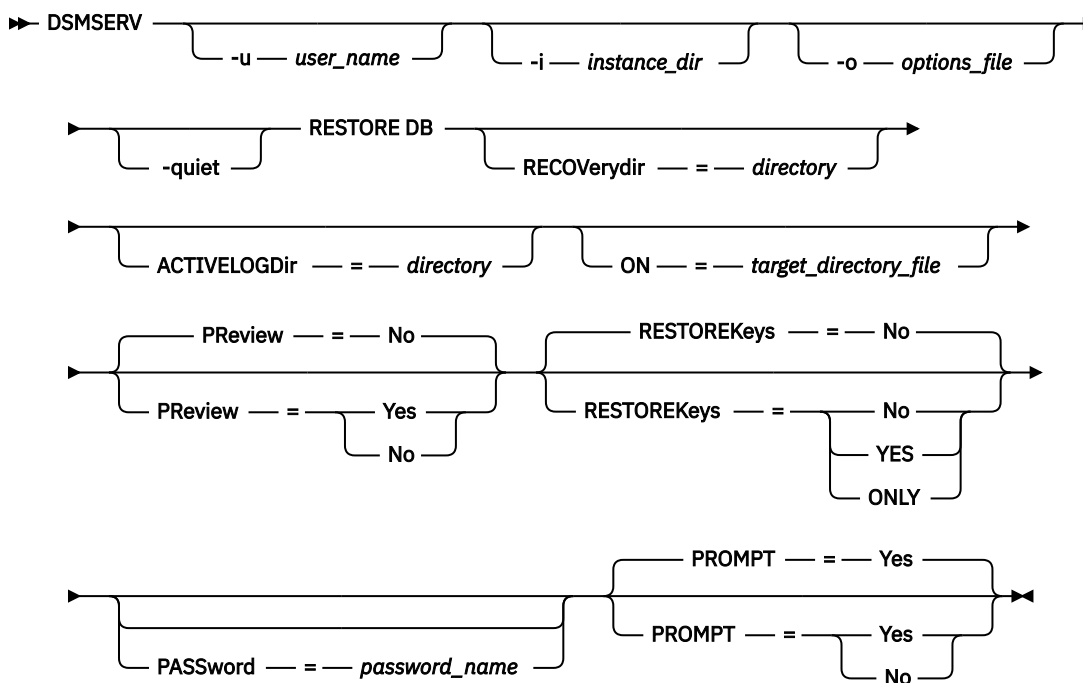 DSMSERV
-u — user_name -i — instance_dir -o — options_file
-quiet RESTORE DB RECOVerydir — = — directory
ACTIVELOGDir — = — directory ON — = — target_directory_file
PReview — = — No RESTOREKeys — = — No
PReview — = Yes RESTOREKeys — = No
No YES
ONLY
PROMPT — = — Yes
PROMPT — = Yes
PASSword — = — password_name No